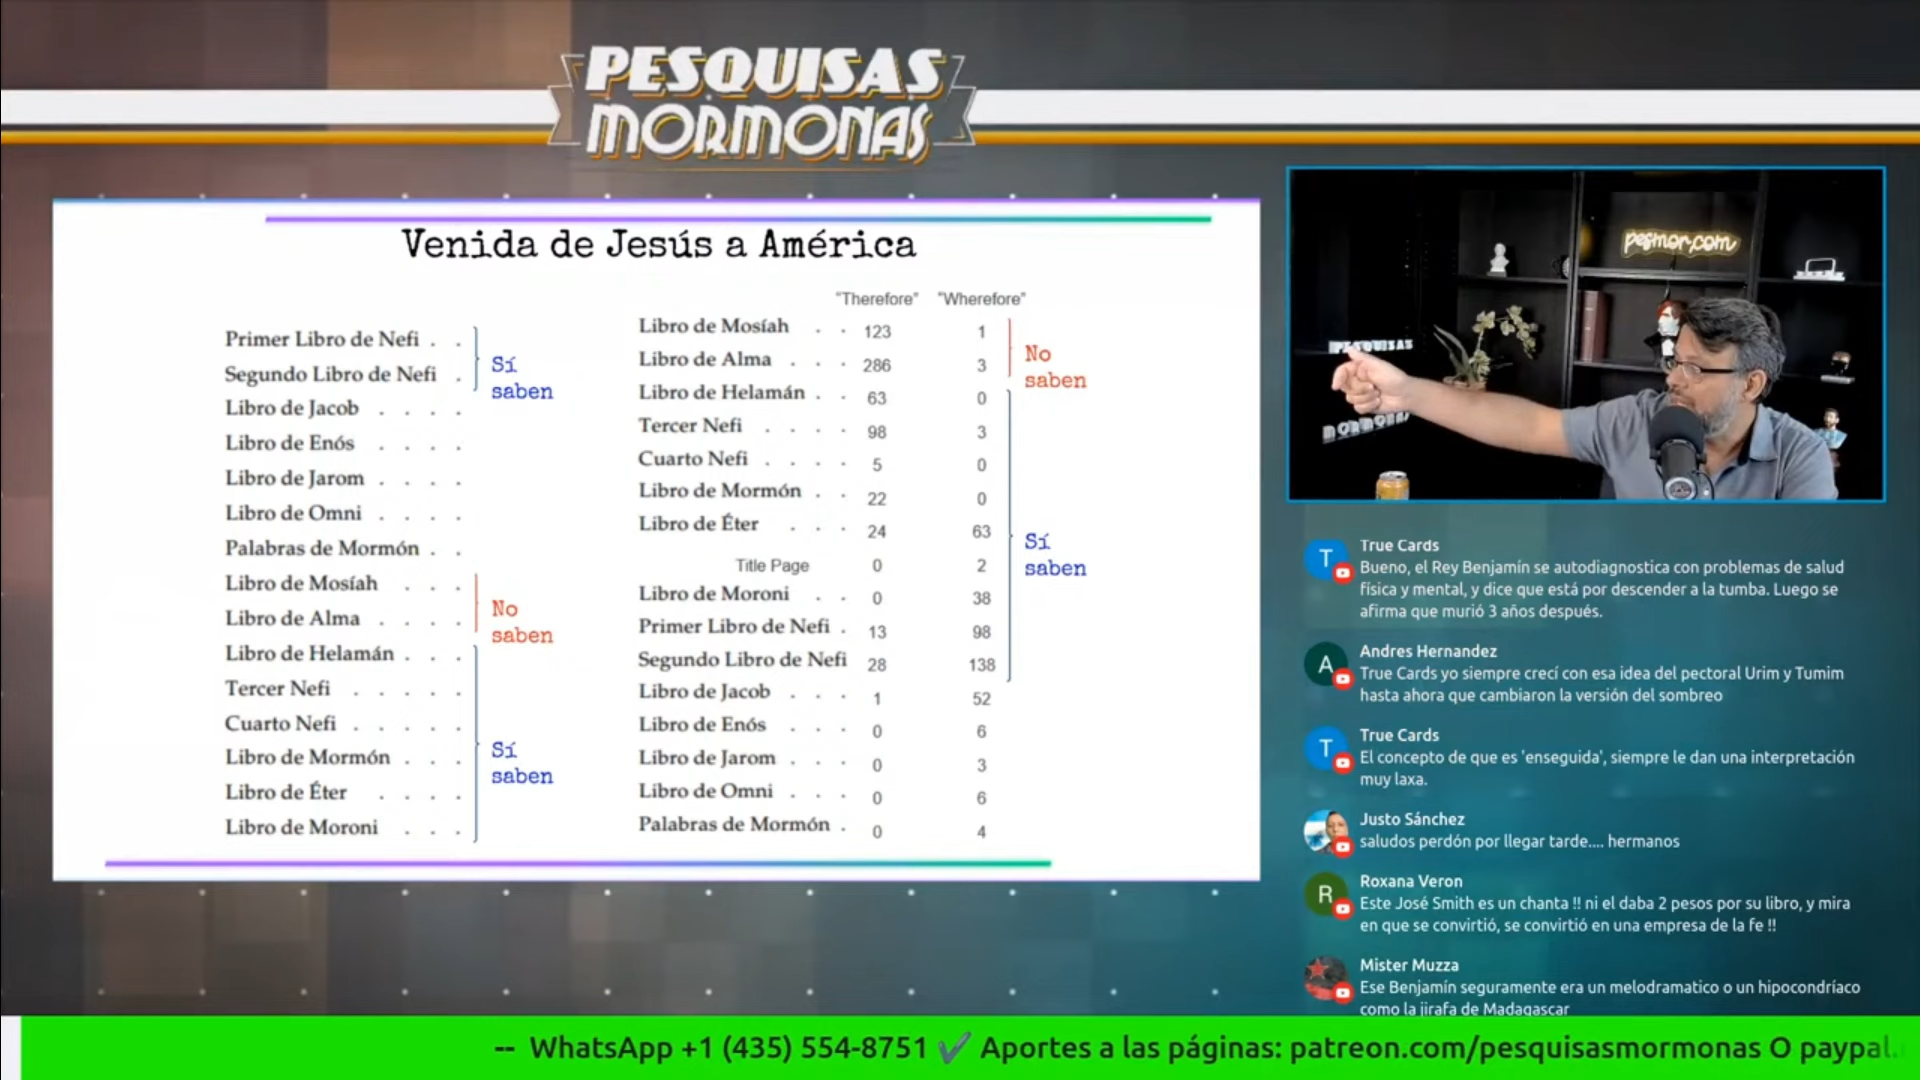 PESQUISAS
MORMONAS
Venida de Jesús a América
Primer Libro de Nefi . .
Segundo Libro de Nefi .
Libro de Jacob . . . .
Libro de Enós . . . .
Libro de Jarom . . . .
Libro de Omni . . . .
Palabras de Mormón . .
Libro de Mosíah . . . .
Libro de Alma . . . .
Libro de Helamán . . .
Tercer Nefi . . . . .
Cuarto Nefi . . . . .
Libro de Mormón . . .
Libro de Éter . . . .
Libro de Moroni . . .
Sí
saben
No
saben
Sí
saben
"Therefore" "Wherefore"
Libro de Mosíah . . 123 1
Libro de Alma . . . 286 3
Libro de Helamán . . 63 0
Tercer Nefi . . . . 98 3
Cuarto Nefi . . . . 5 0
Libro de Mormón . . 22 0
Libro de Éter . . . 24 63
Title Page 0 2
Libro de Moroni . . 0 38
Primer Libro de Nefi . 13 98
Segundo Libro de Nefi 28 138
Libro de Jacob . . . 1 52
Libro de Enós . . . 0 6
Libro de Jarom . . . 0 3
Libro de Omni . . . 0 6
Palabras de Mormón . 0 4
No
saben
Sí
saben
pesmor.com
PESQUISAS
MORMONAS
T
True Cards
Bueno, el Rey Benjamín se autodiagnostica con problemas de salud
física y mental, y dice que está por descender a la tumba. Luego se
afirma que murió 3 años después.
A
Andres Hernandez
True Cards yo siempre crecí con esa idea del pectoral Urim y Tumim
hasta ahora que cambiaron la versión del sombreo
T
True Cards
El concepto de que es 'enseguida', siempre le dan una interpretación
muy laxa.
Justo Sánchez
saludos perdón por llegar tarde.... hermanos
R
Roxana Veron
Este José Smith es un chanta !! ni el daba 2 pesos por su libro, y mira
en que se convirtió, se convirtió en una empresa de la fe !!
Mister Muzza
Ese Benjamín seguramente era un melodramatico o un hipocondríaco
como la jirafa de Madagascar
-- WhatsApp +1 (435) 554-8751 ✔ Aportes a las páginas: patreon.com/pesquisasmormonas O paypal.